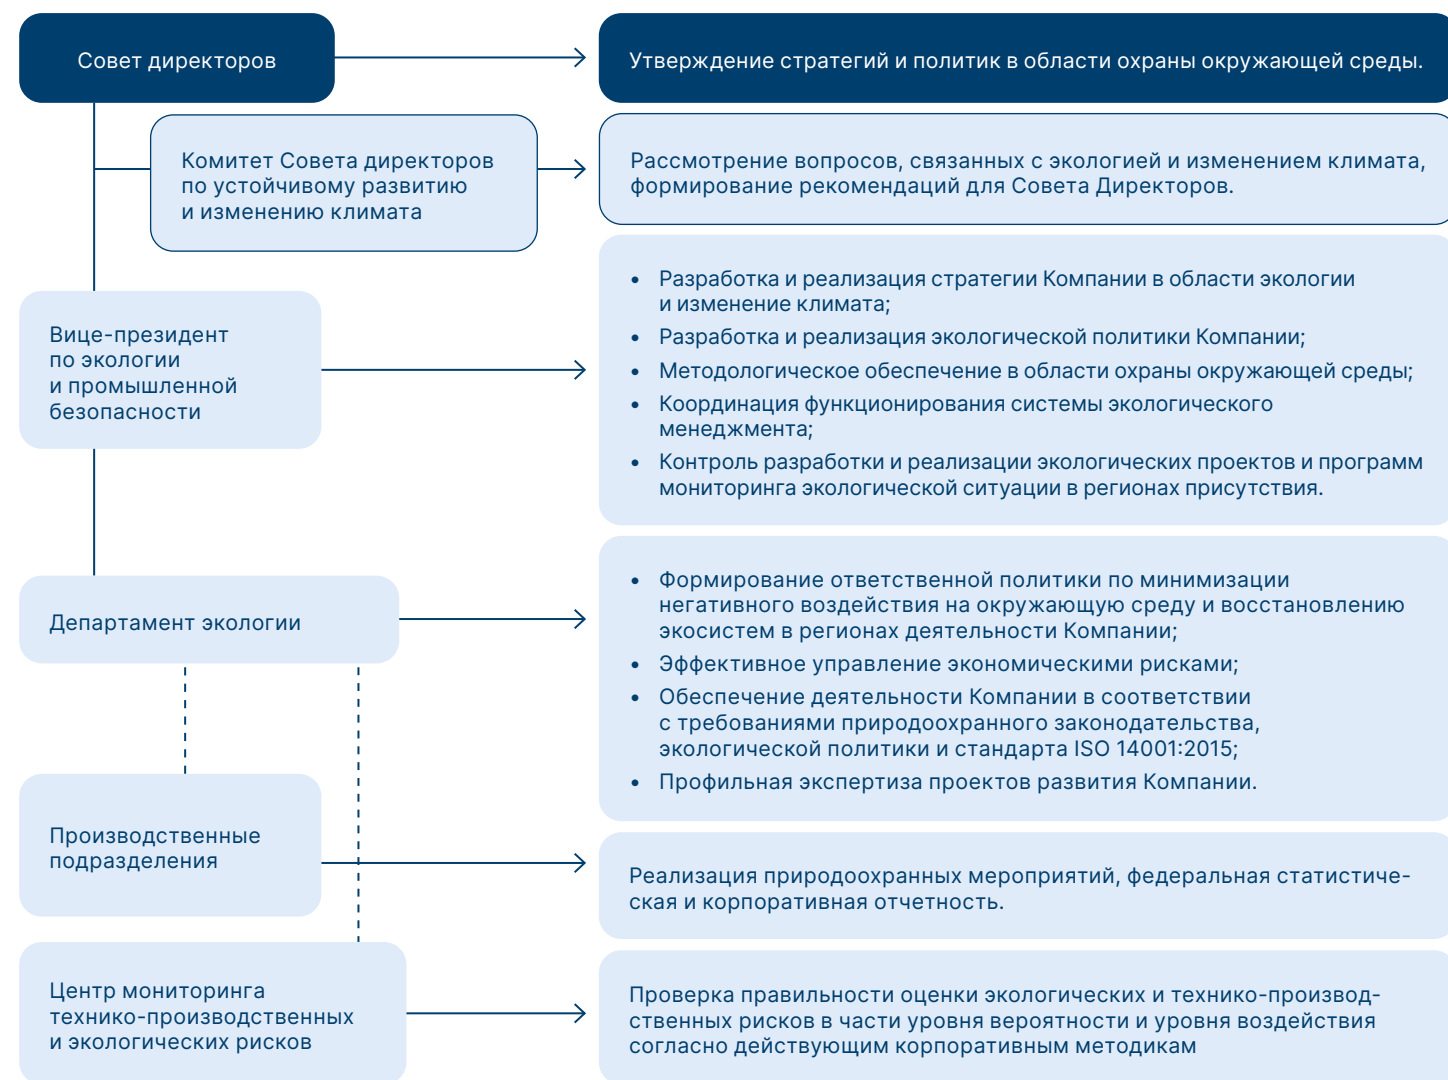 Совет директоров
Утверждение стратегий и политик в области охраны окружающей среды.
Комитет Совета директоров
по устойчивому развитию
и изменению климата
Рассмотрение вопросов, связанных с экологией и изменением климата,
формирование рекомендаций для Совета Директоров.
Вице-президент
по экологии
и промышленной
безопасности
• Разработка и реализация стратегии Компании в области экологии
и изменение климата;
• Разработка и реализация экологической политики Компании;
• Методологическое обеспечение в области охраны окружающей среды;
• Координация функционирования системы экологического
менеджмента;
• Контроль разработки и реализации экологических проектов и программ
мониторинга экологической ситуации в регионах присутствия.
Департамент экологии
• Формирование ответственной политики по минимизации
негативного воздействия на окружающую среду и восстановлению
экосистем в регионах деятельности Компании;
• Эффективное управление экономическими рисками;
• Обеспечение деятельности Компании в соответствии
с требованиями природоохранного законодательства,
экологической политики и стандарта ISO 14001:2015;
• Профильная экспертиза проектов развития Компании.
Производственные
подразделения
Реализация природоохранных мероприятий, федеральная статистиче-
ская и корпоративная отчетность.
Центр мониторинга
технико-производственных
и экологических рисков
Проверка правильности оценки экологических и технико-производ-
ственных рисков в части уровня вероятности и уровня воздействия
согласно действующим корпоративным методикам